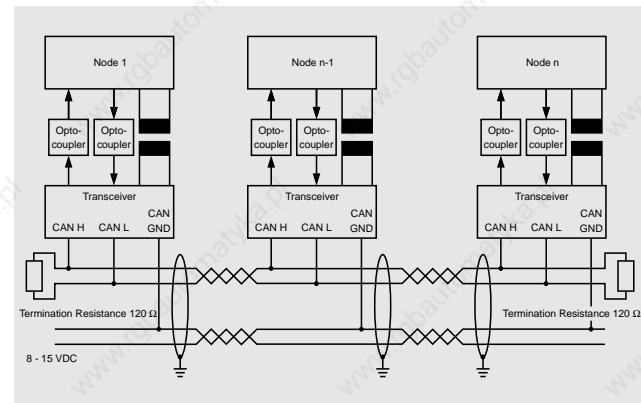 Node 1
Node n-1
Node n
Opto-
coupler
Opto-
coupler
Opto-
coupler
Opto-
coupler
Opto-
coupler
Opto-
coupler
Transceiver
CAN H
CAN L
CAN
GND
Transceiver
CAN H
CAN L
CAN
GND
Transceiver
CAN H
CAN L
CAN
GND
Termination Resistance 120 Ω
Termination Resistance 120 Ω
8 - 15 VDC